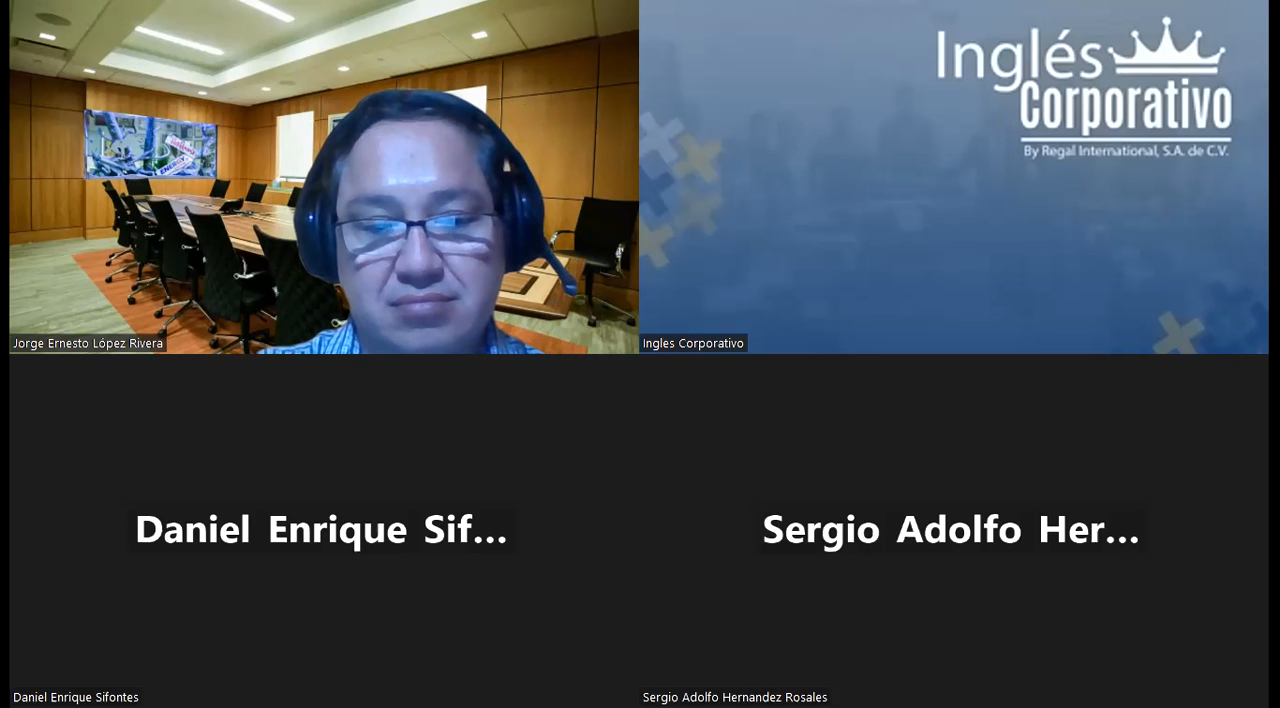 Inglés
Corporativo
By Regal International, S.A. de C.V.
ENERGY
Jorge Ernesto López Rivera
Ingles Corporativo
Daniel Enrique Sif...
Sergio Adolfo Her...
Daniel Enrique Sifontes
Sergio Adolfo Hernandez Rosales